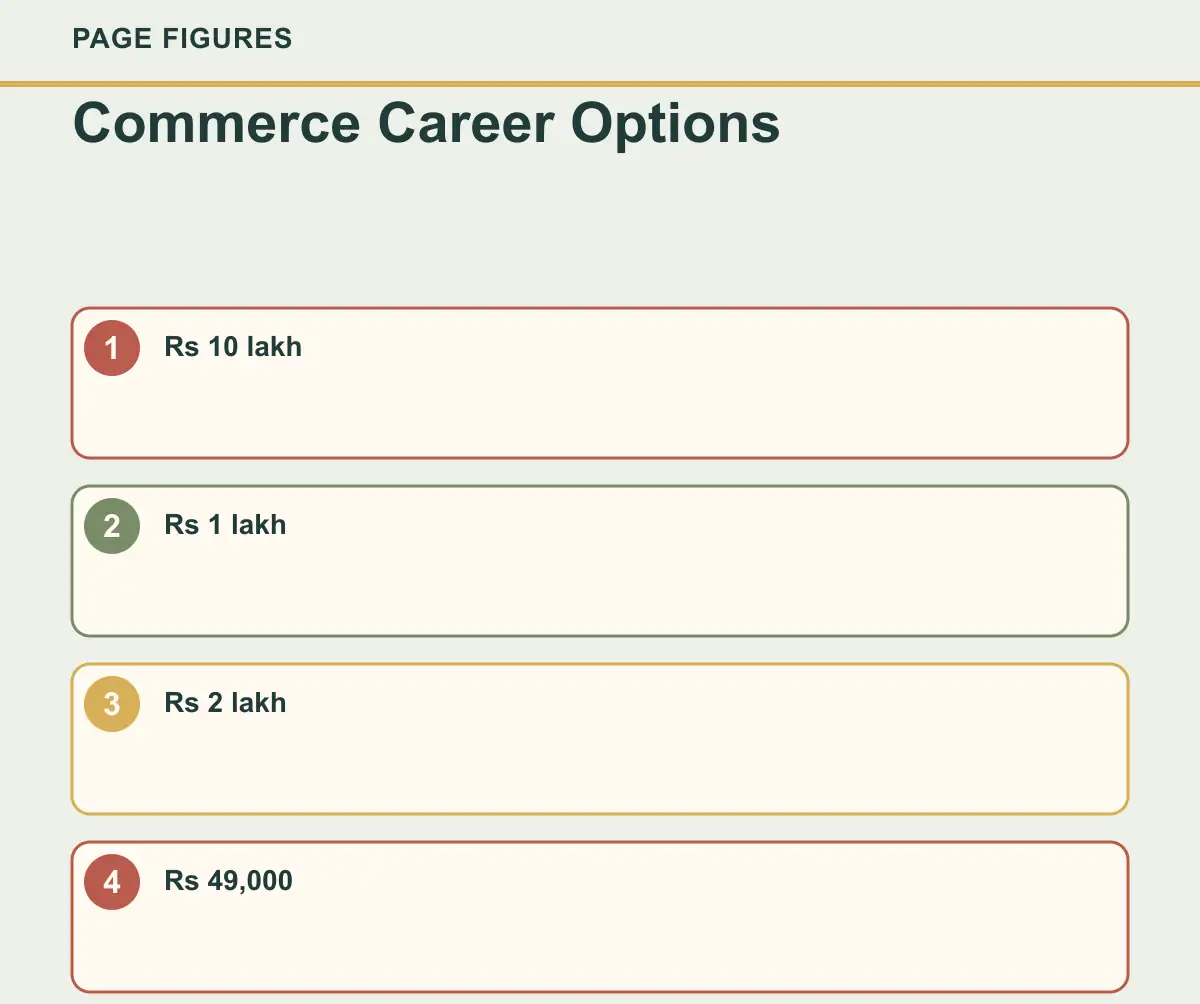 PAGE FIGURES
Commerce Career Options
1 Rs 10 lakh
2 Rs 1 lakh
3 Rs 2 lakh
4 Rs 49,000